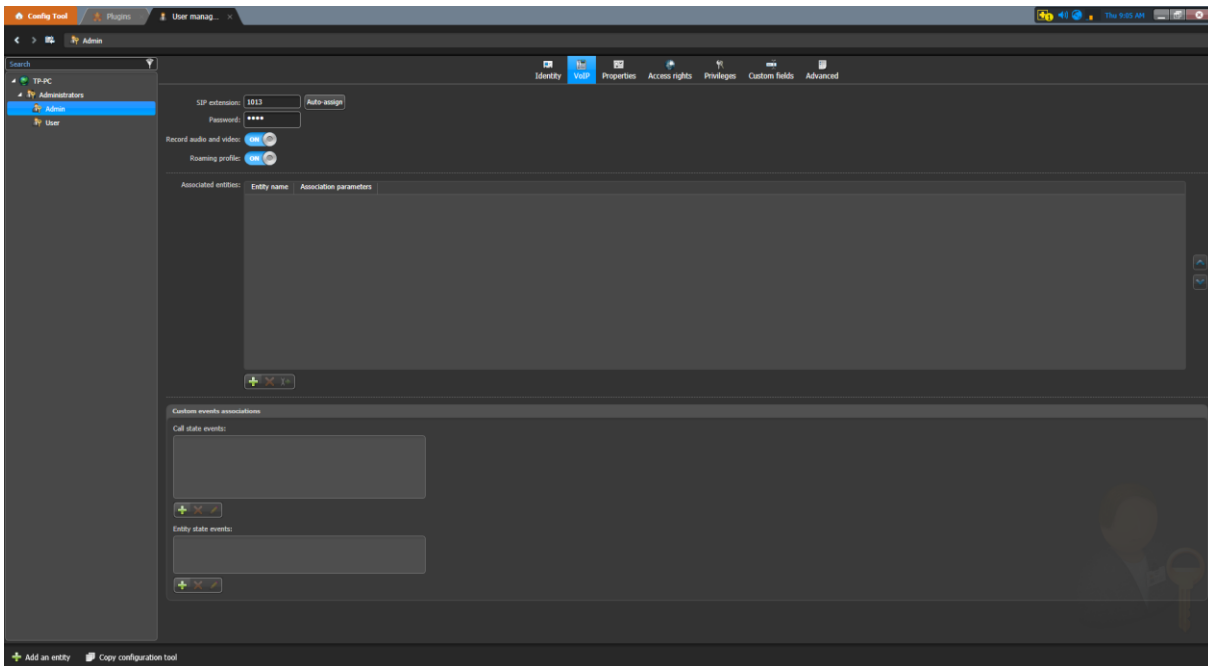 Config Tool Plugins User manag... Thu 9:05 AM
Admin
Search
TP-PC
Administrators
Admin
User
Identity VoIP Properties Access rights Privileges Custom fields Advanced
SIP extension: 1013 Auto-assign
Password: ••••
Record audio and video: ON
Roaming profile: ON
Associated entities: Entity name Association parameters
Custom events associations
Call state events:
Entity state events:
Add an entity Copy configuration tool